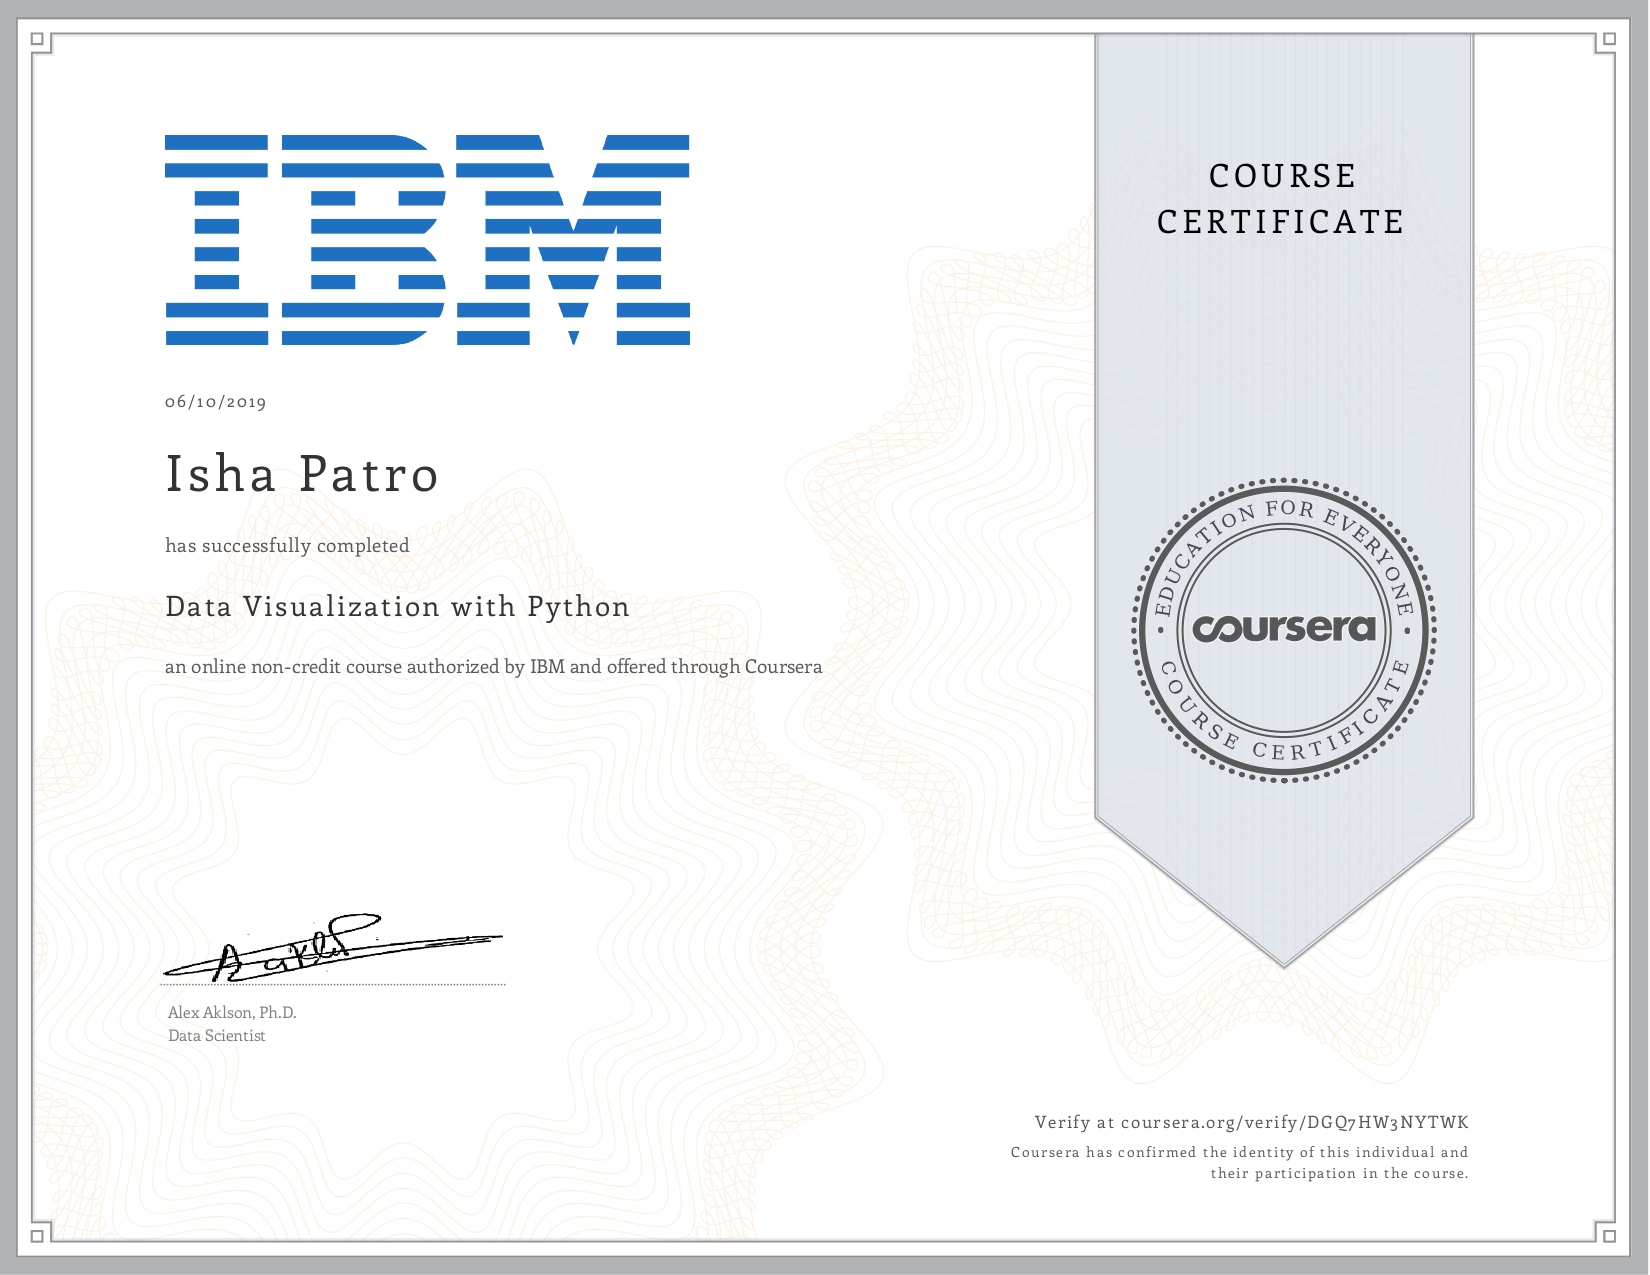 IBM
COURSE
CERTIFICATE
06/10/2019
Isha Patro
has successfully completed
Data Visualization with Python
an online non-credit course authorized by IBM and offered through Coursera
EDUCATION FOR EVERYONE
coursera
COURSE CERTIFICATE
Alex Aklson, Ph.D.
Data Scientist
Verify at coursera.org/verify/DGQ7HW3NYTWK
Coursera has confirmed the identity of this individual and
their participation in the course.